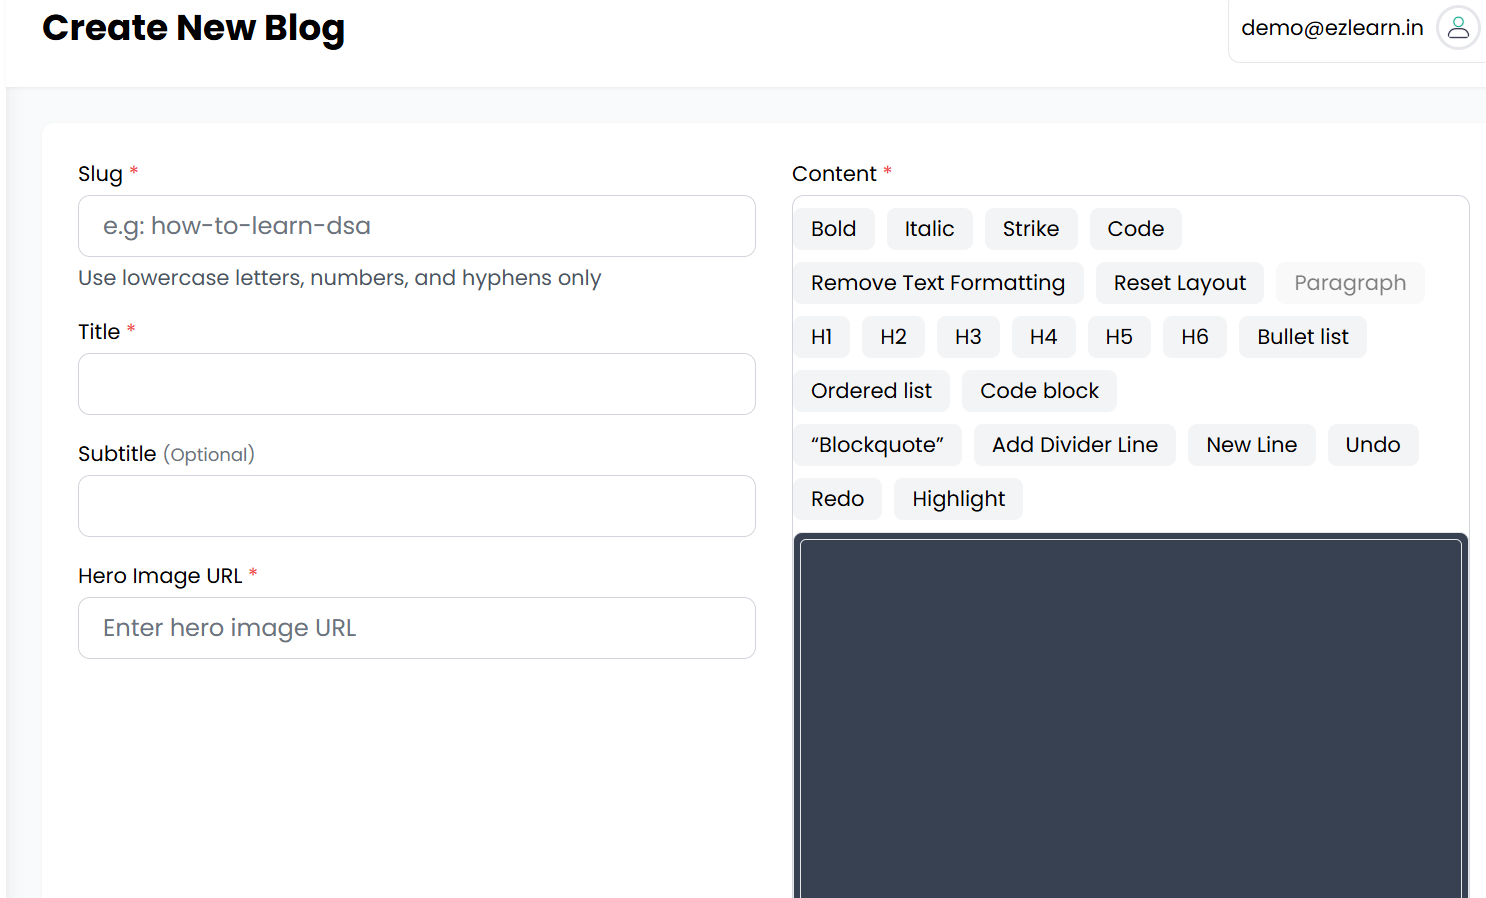 Create New Blog
demo@ezlearn.in
Slug *
e.g: how-to-learn-dsa
Use lowercase letters, numbers, and hyphens only
Title *
Subtitle (Optional)
Hero Image URL *
Enter hero image URL
Content *
Bold Italic Strike Code
Remove Text Formatting Reset Layout Paragraph
H1 H2 H3 H4 H5 H6 Bullet list
Ordered list Code block
“Blockquote” Add Divider Line New Line Undo
Redo Highlight